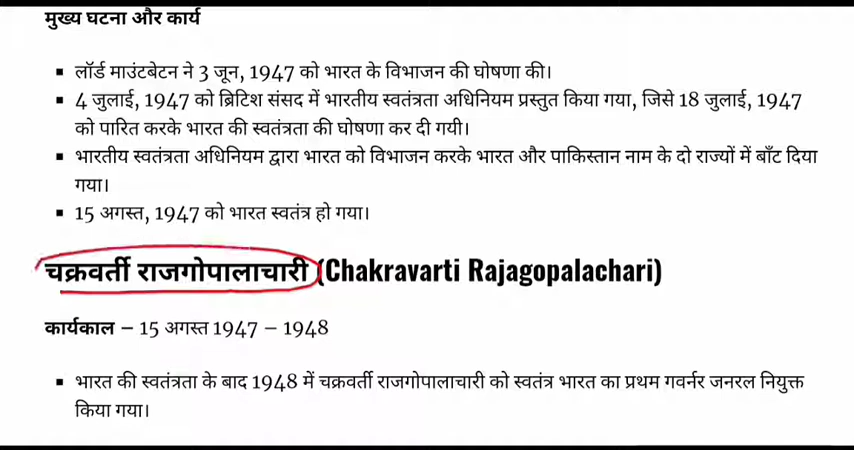 मुख्य घटना और कार्य
▪ लॉर्ड माउंटबेटन ने 3 जून, 1947 को भारत के विभाजन की घोषणा की।
▪ 4 जुलाई, 1947 को ब्रिटिश संसद में भारतीय स्वतंत्रता अधिनियम प्रस्तुत किया गया, जिसे 18 जुलाई, 1947
को पारित करके भारत की स्वतंत्रता की घोषणा कर दी गयी।
▪ भारतीय स्वतंत्रता अधिनियम द्वारा भारत को विभाजन करके भारत और पाकिस्तान नाम के दो राज्यों में बाँट दिया
गया।
▪ 15 अगस्त, 1947 को भारत स्वतंत्र हो गया।
चक्रवर्ती राजगोपालाचारी (Chakravarti Rajagopalachari)
कार्यकाल – 15 अगस्त 1947 – 1948
▪ भारत की स्वतंत्रता के बाद 1948 में चक्रवर्ती राजगोपालाचारी को स्वतंत्र भारत का प्रथम गवर्नर जनरल नियुक्त
किया गया।